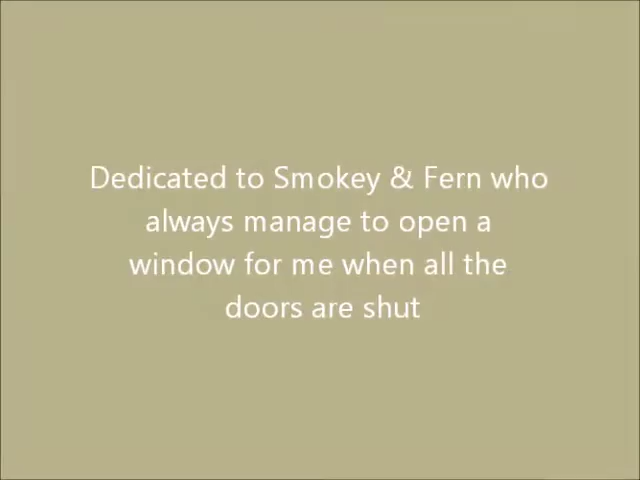 Dedicated to Smokey & Fern who
always manage to open a
window for me when all the
doors are shut